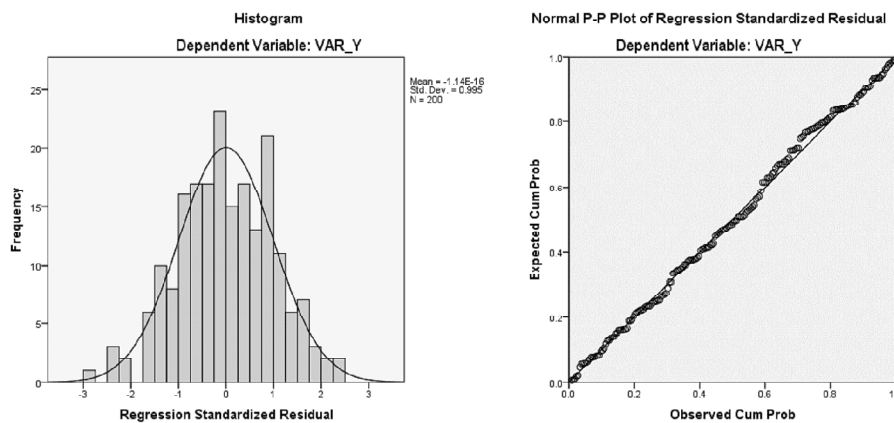 Histogram
Dependent Variable: VAR_Y
Mean = -1.14E-16
Std. Dev. = 0.995
N = 200
25
20
15
10
5
0
Frequency
-3 -2 -1 0 1 2 3
Regression Standardized Residual
Normal P-P Plot of Regression Standardized Residual
Dependent Variable: VAR_Y
1.0
0.8
0.6
0.4
0.2
0.0
Expected Cum Prob
0.0 0.2 0.4 0.6 0.8
Observed Cum Prob